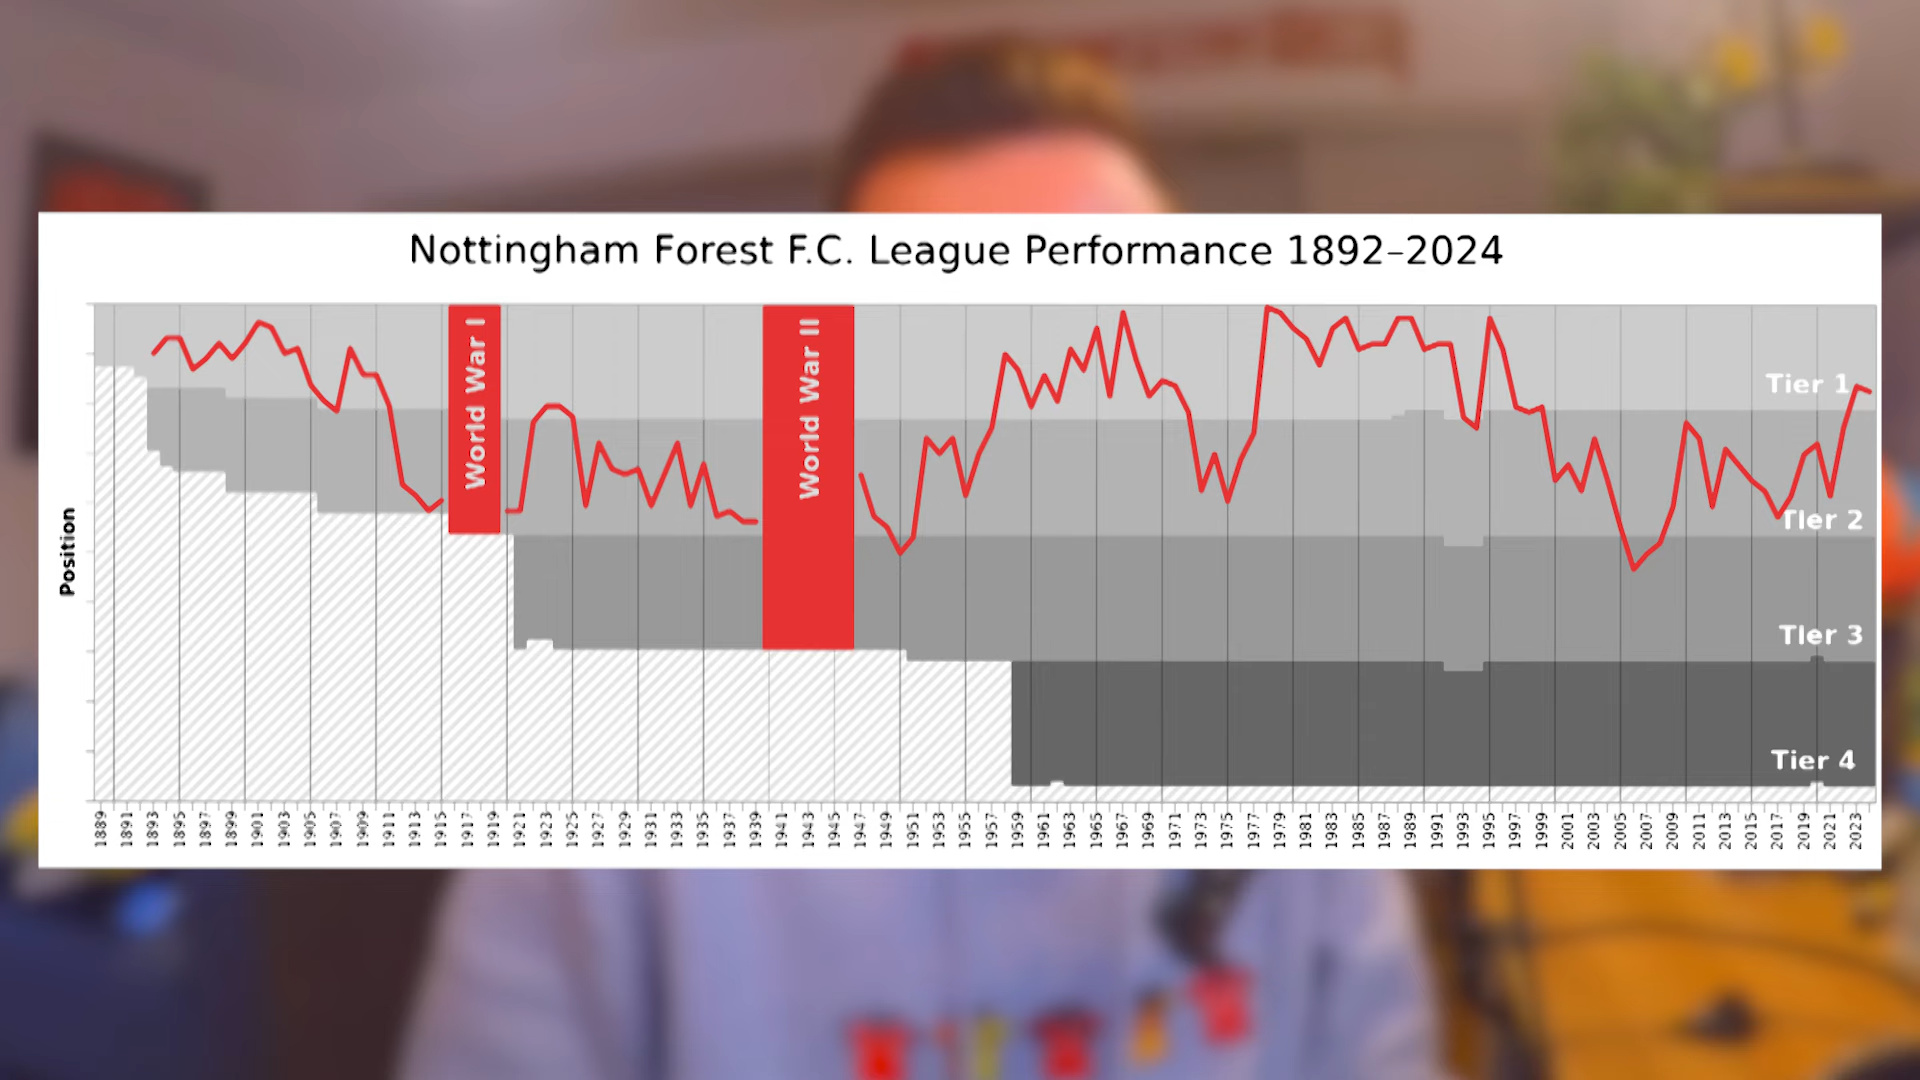 Nottingham Forest F.C. League Performance 1892–2024
Position
World War I
World War II
Tier 1
Tier 2
Tier 3
Tier 4
1889 1891 1893 1895 1897 1899 1901 1903 1905 1907 1909 1911 1913 1915 1917 1919 1921 1923 1925 1927 1929 1931 1933 1935 1937 1939 1941 1943 1945 1947 1949 1951 1953 1955 1957 1959 1961 1963 1965 1967 1969 1971 1973 1975 1977 1979 1981 1983 1985 1987 1989 1991 1993 1995 1997 1999 2001 2003 2005 2007 2009 2011 2013 2015 2017 2019 2021 2023